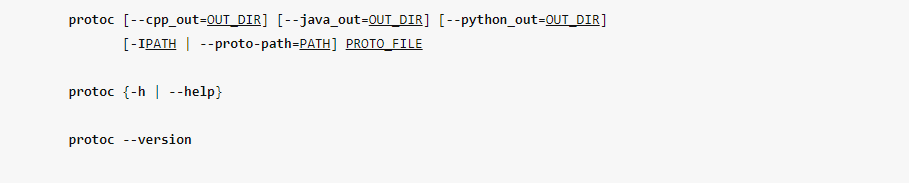 protoc [--cpp_out=OUT_DIR] [--java_out=OUT_DIR] [--python_out=OUT_DIR]
[-IPATH | --proto-path=PATH] PROTO_FILE
protoc {-h | --help}
protoc --version